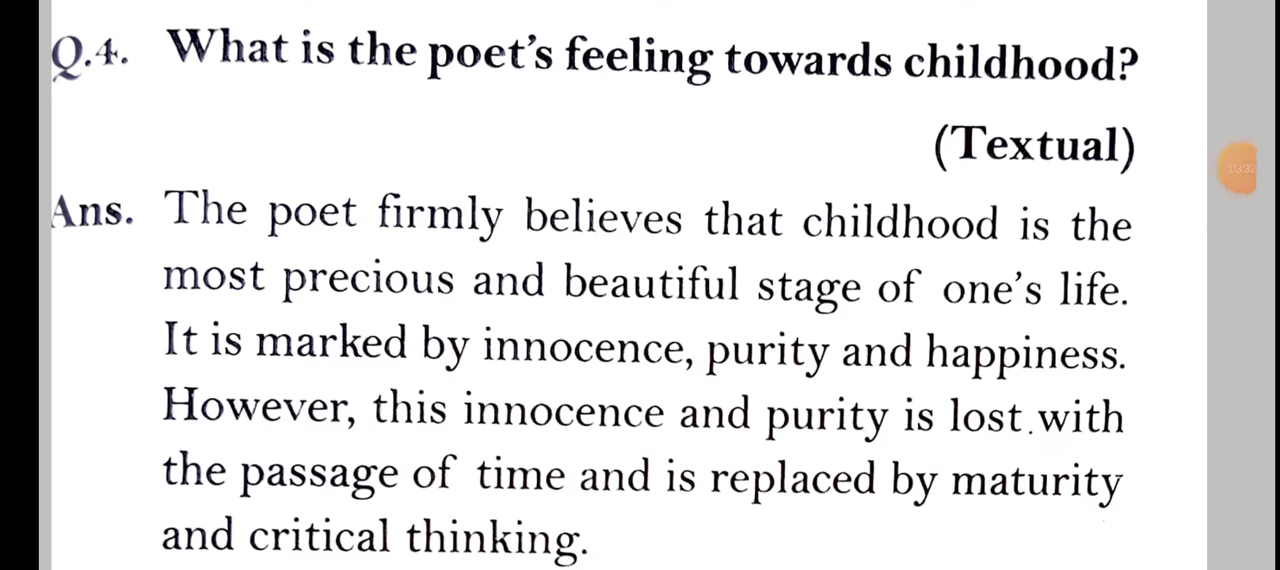 Q.4. What is the poet's feeling towards childhood?
(Textual)
Ans. The poet firmly believes that childhood is the
most precious and beautiful stage of one's life.
It is marked by innocence, purity and happiness.
However, this innocence and purity is lost with
the passage of time and is replaced by maturity
and critical thinking.
03:32